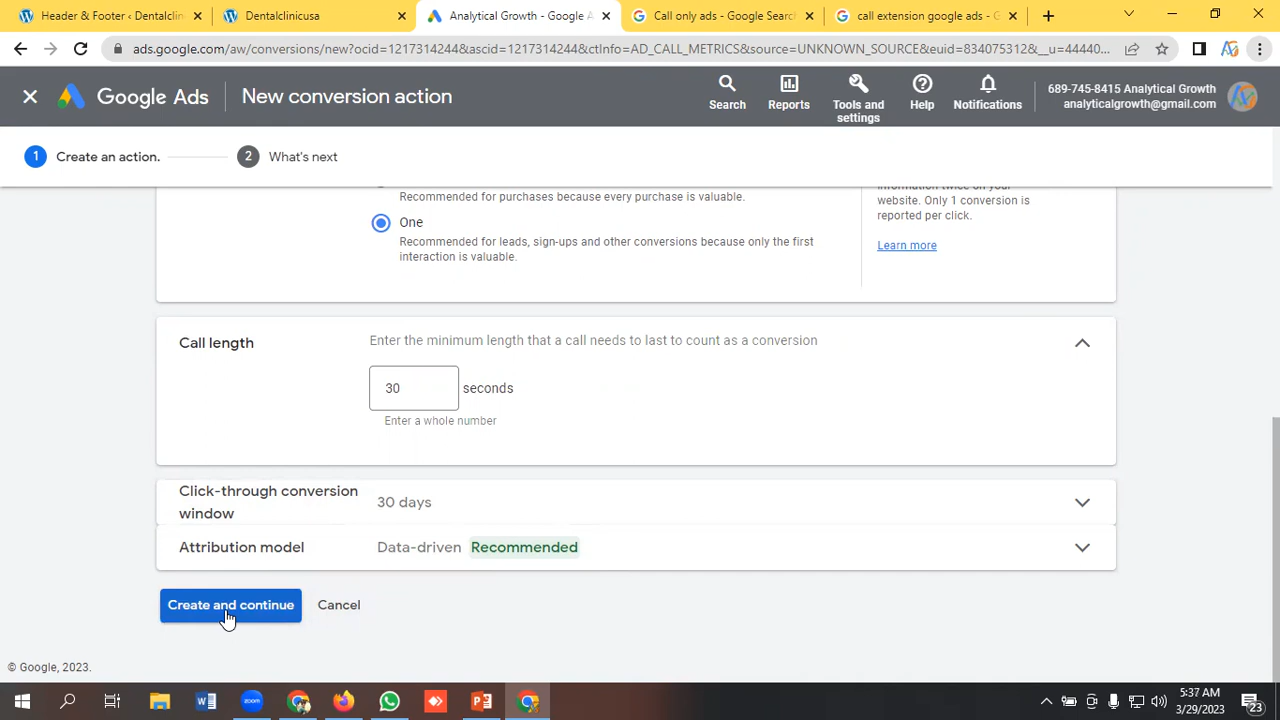 Header & Footer ‹ Dentalclin
Dentalclinicusa
Analytical Growth - Google A
Call only ads - Google Search
call extension google ads - G
ads.google.com/aw/conversions/new?ocid=1217314244&ascid=1217314244&ctInfo=AD_CALL_METRICS&source=UNKNOWN_SOURCE&euid=834075312&__u=44440...
Google Ads
New conversion action
Search
Reports
Tools and
settings
Help
Notifications
689-745-8415 Analytical Growth
analyticalgrowth@gmail.com
1 Create an action.
2 What's next
Recommended for purchases because every purchase is valuable.
One
Recommended for leads, sign-ups and other conversions because only the first
interaction is valuable.
information twice on your
website. Only 1 conversion is
reported per click.
Learn more
Call length
Enter the minimum length that a call needs to last to count as a conversion
30 seconds
Enter a whole number
Click-through conversion
window
30 days
Attribution model
Data-driven Recommended
Create and continue
Cancel
© Google, 2023.
zoom
5:37 AM
3/29/2023
23